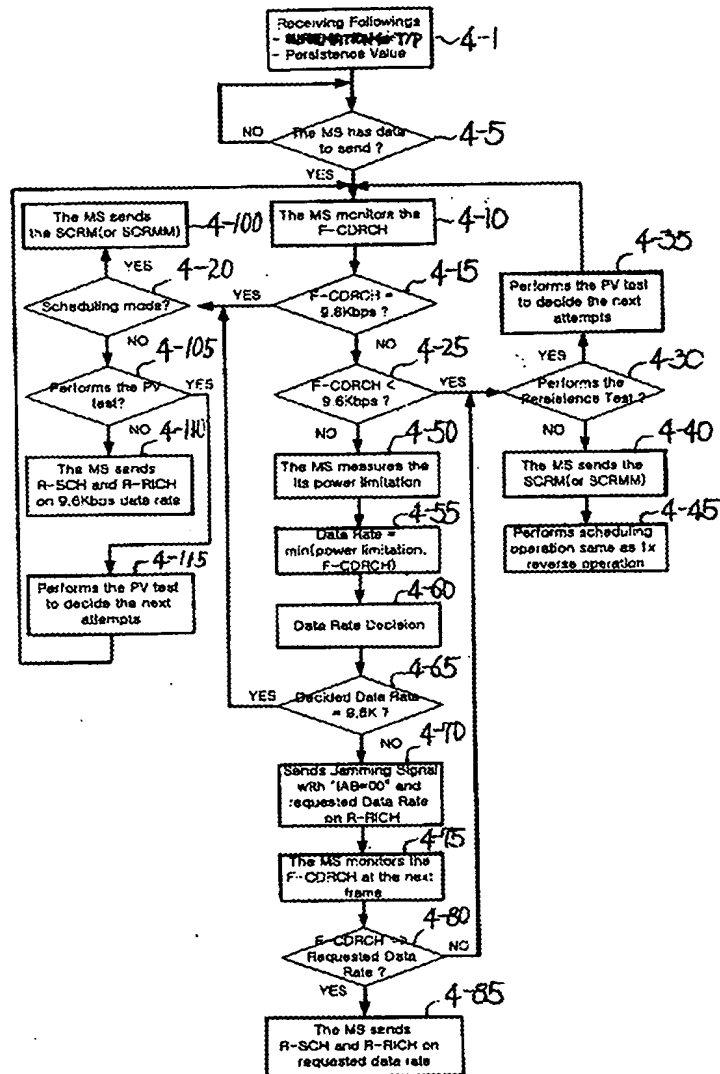 Receiving Followings
- T/P
- Persistence Value
4-1
The MS has data
to send ?
4-5
NO
YES
The MS monitors the
F-CDRCH
4-10
The MS sends
the SCRM(or SCRMM)
4-100
YES
Scheduling mode?
4-20
NO
YES
F-CDRCH =
9.6Kbps ?
4-15
NO
Performs the PV test
to decide the next
attempts
4-35
YES
Performs the PV
test?
4-105
YES
NO
F-CDRCH <
9.6Kbps ?
4-25
YES
NO
Performs the
Persistence Test ?
4-30
NO
The MS sends
R-SCH and R-RICH
on 9.6Kbps data rate
4-110
The MS measures the
its power limitation
4-50
The MS sends the
SCRM(or SCRMM)
4-40
Data Rate =
min(power limitation,
F-CDRCH)
4-55
Performs scheduling
operation same as 1x
reverse operation
4-45
Performs the PV test
to decide the next
attempts
4-115
Data Rate Decision
4-60
YES
Decided Data Rate
= 9.6K ?
4-65
NO
Sends Jamming Signal
with "IAB=00" and
requested Data Rate
on R-RICH
4-70
The MS monitors the
F-CDRCH at the next
frame
4-75
F-CDRCH
Requested Data
Rate ?
4-80
NO
YES
The MS sends
R-SCH and R-RICH on
requested data rate
4-85